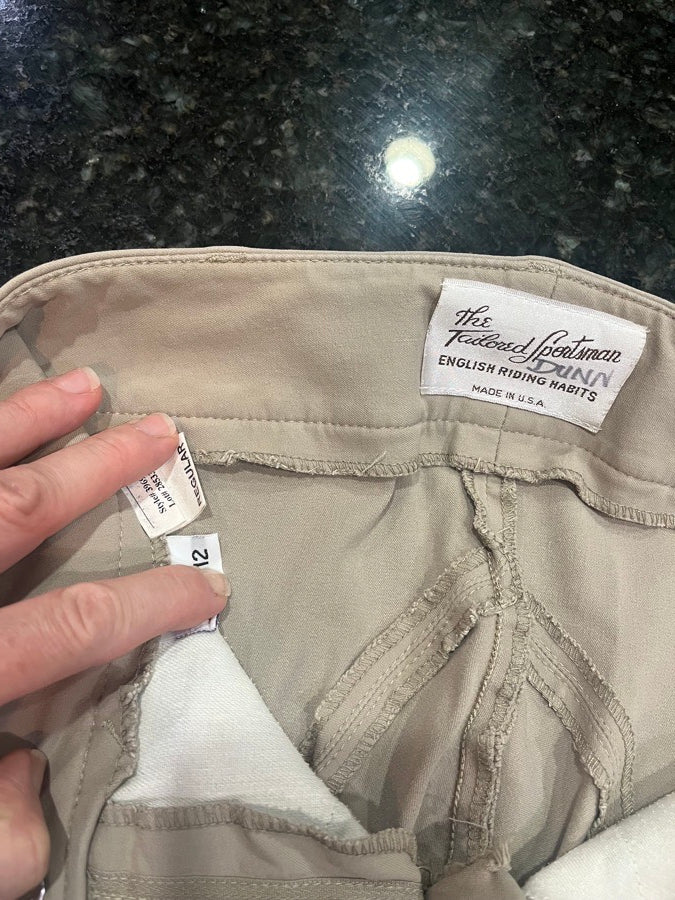 The
Tailored Sportsman
DUNN
ENGLISH RIDING HABITS
MADE IN U.S.A.
REGULAR
12